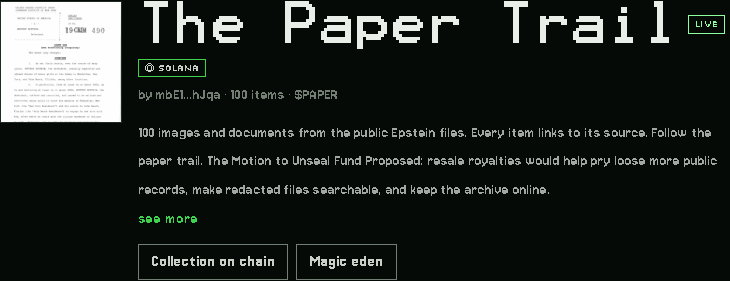 The Paper Trail
LIVE
SOLANA
by mbE1...hJqa · 100 items · $PAPER
100 images and documents from the public Epstein files. Every item links to its source. Follow the
paper trail. The Motion to Unseal Fund Proposed: resale royalties would help pry loose more public
records, make redacted files searchable, and keep the archive online.
see more
Collection on chain
Magic eden
19 CRIM 490